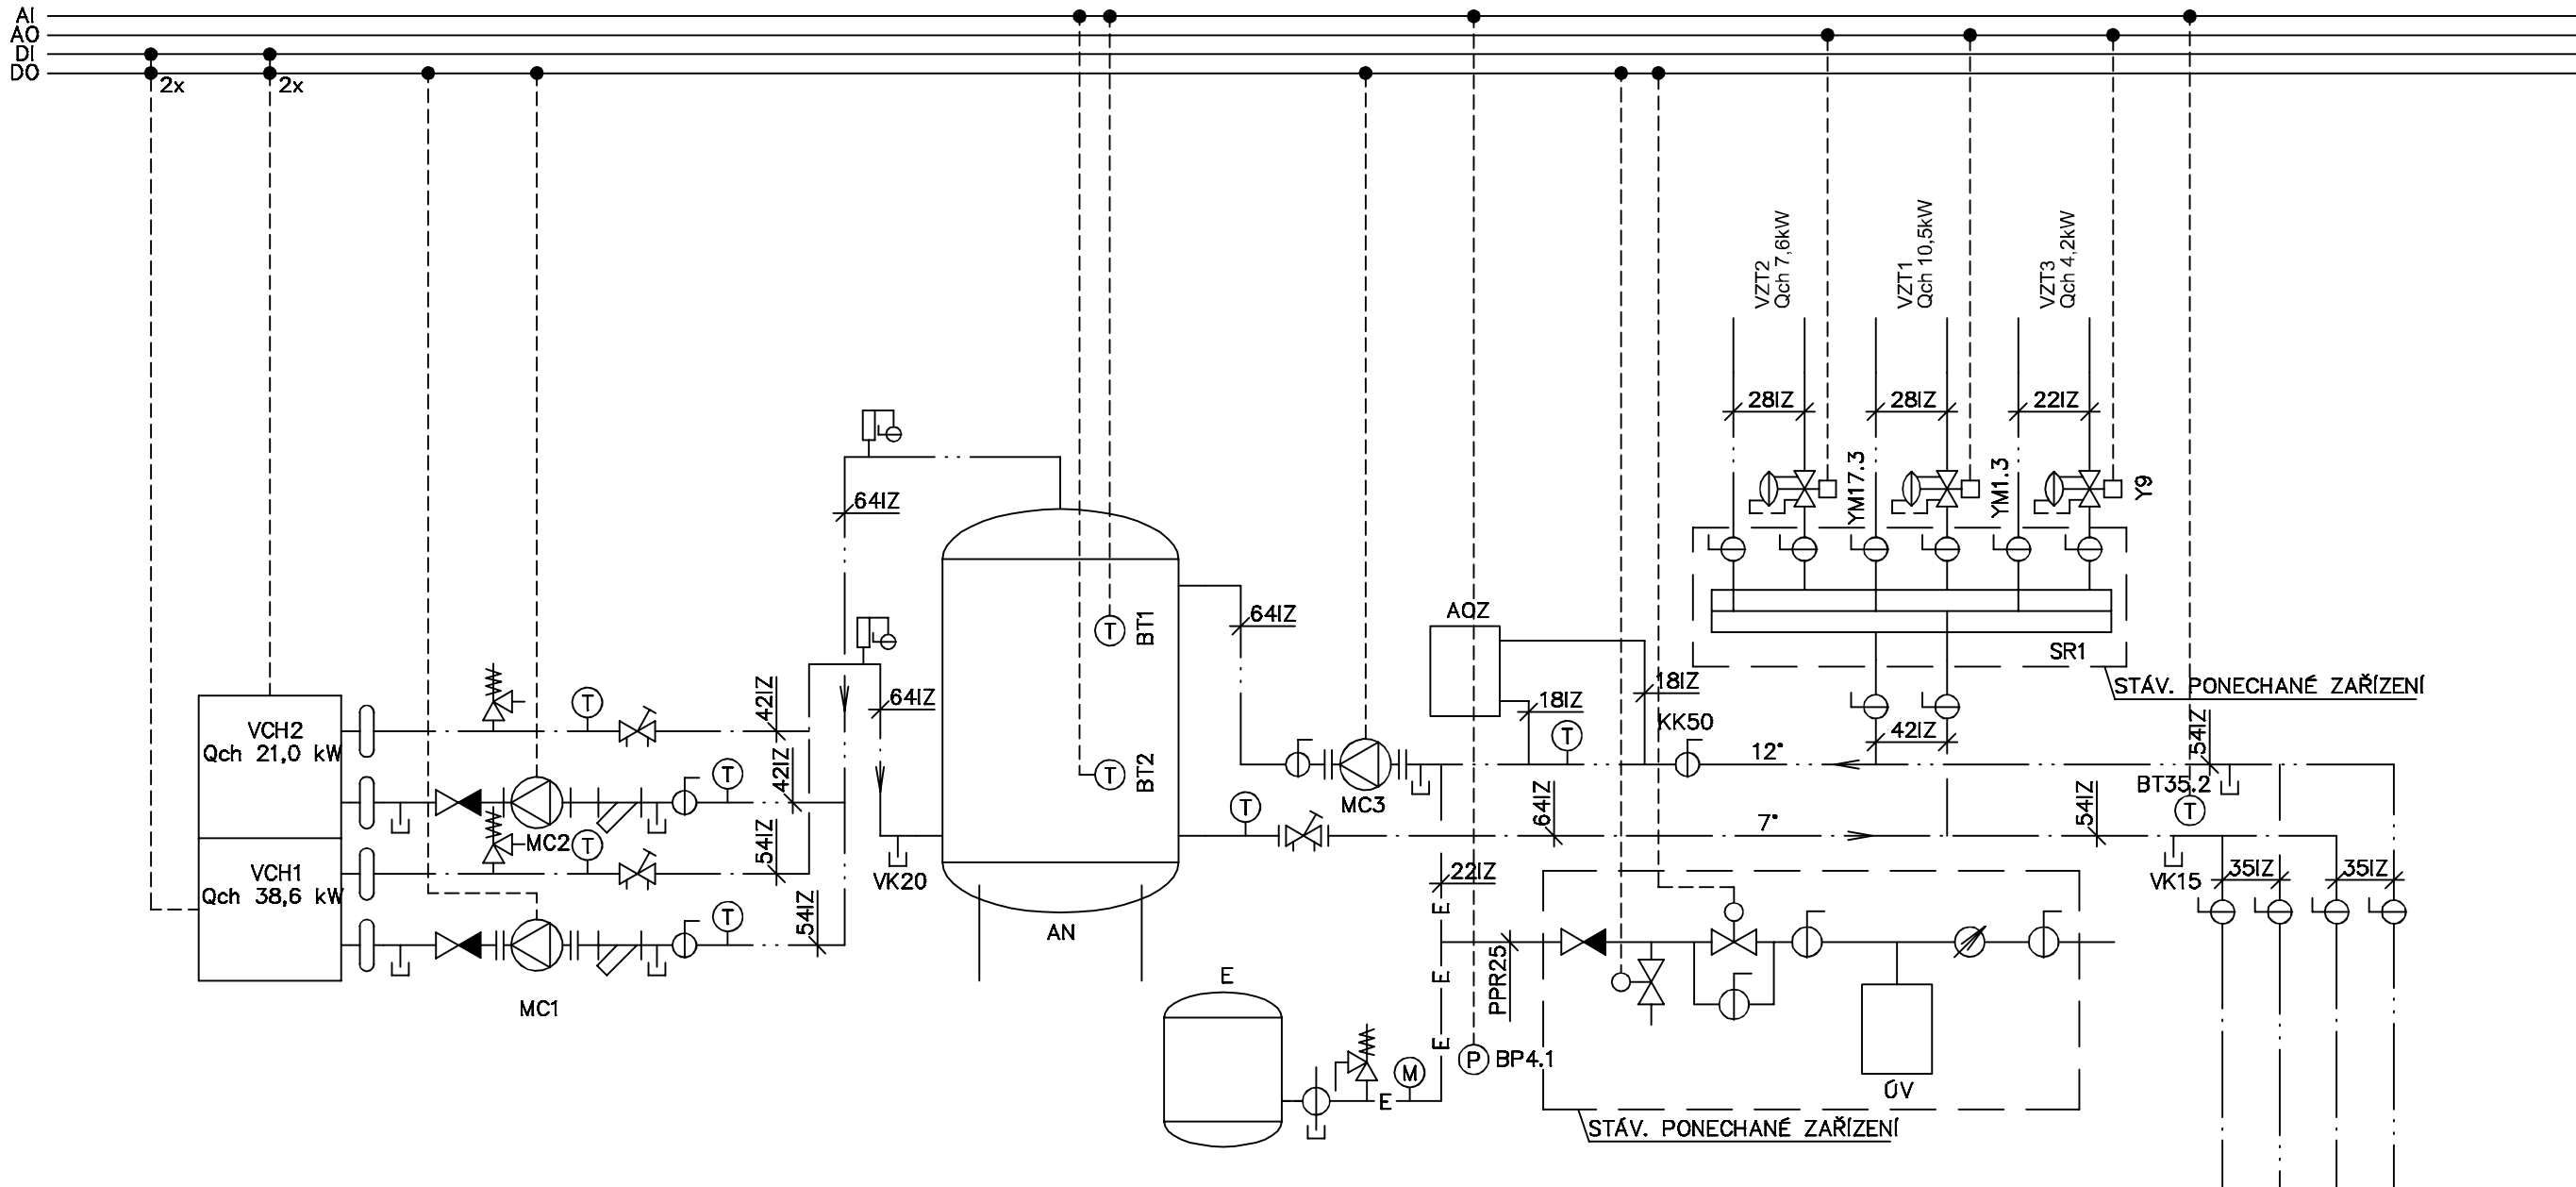 AI
AO
DI
DO
2x
2x
VZT2
Qch 7,6kW
VZT1
Qch 10,5kW
VZT3
Qch 4,2kW
28IZ
28IZ
22IZ
YM17.3
YM1.3
Y9
64IZ
64IZ
BT1
BT2
64IZ
AOZ
18IZ
18IZ
KK50
SR1
STÁV. PONECHANÉ ZAŘÍZENÍ
42IZ
54IZ
VCH2
Qch 21,0 kW
VCH1
Qch 38,6 kW
T
T
T
T
T
T
T
T
T
T
42IZ
42IZ
54IZ
54IZ
MC2
MC1
VK20
AN
MC3
12°
7°
64IZ
54IZ
BT35.2
VK15
35IZ
35IZ
22IZ
E
E
E
E
E
M
P
BP4.1
PPR25
ÚV
STÁV. PONECHANÉ ZAŘÍZENÍ